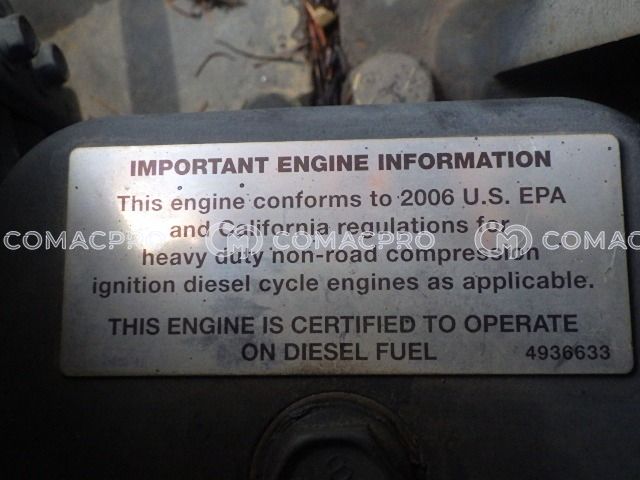 IMPORTANT ENGINE INFORMATION
This engine conforms to 2006 U.S. EPA
and California regulations for
COMACPRO COMACPRO COMACPRO
heavy duty non-road compression
ignition diesel cycle engines as applicable.
THIS ENGINE IS CERTIFIED TO OPERATE
ON DIESEL FUEL 4936633